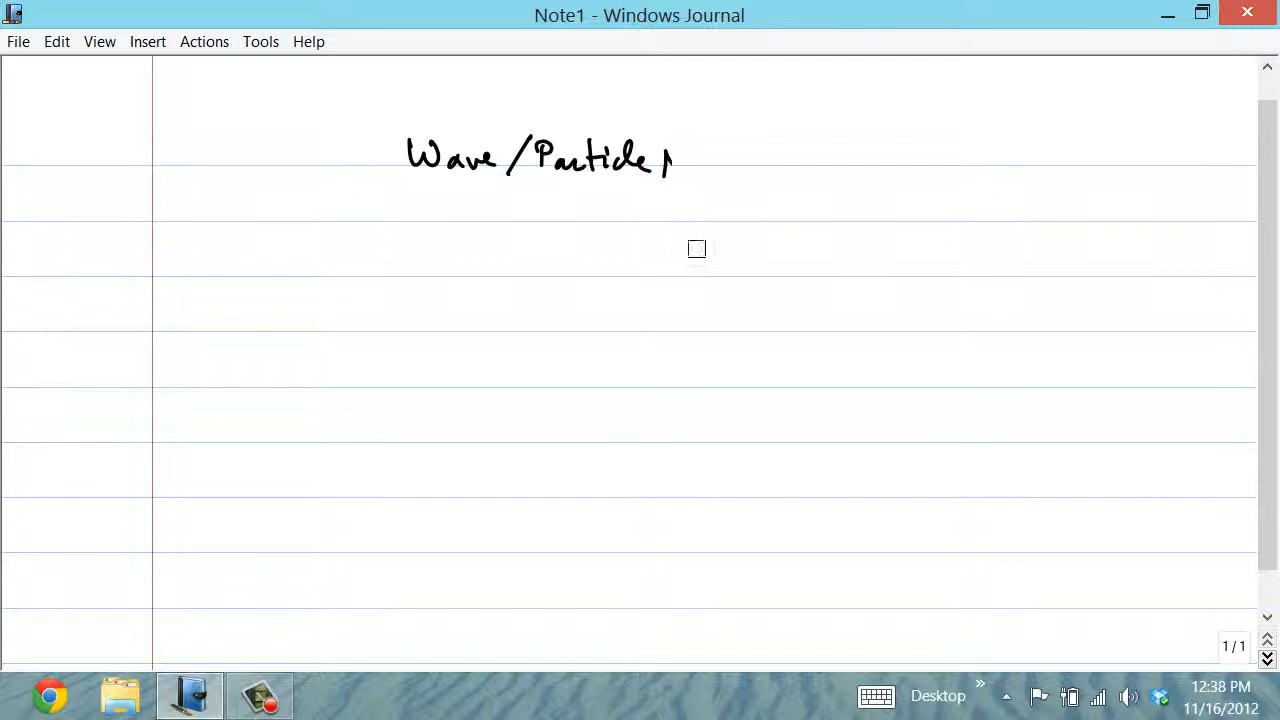 Note1 - Windows Journal
File Edit View Insert Actions Tools Help
Wave/Particle
1/1
Desktop
12:38 PM
11/16/2012